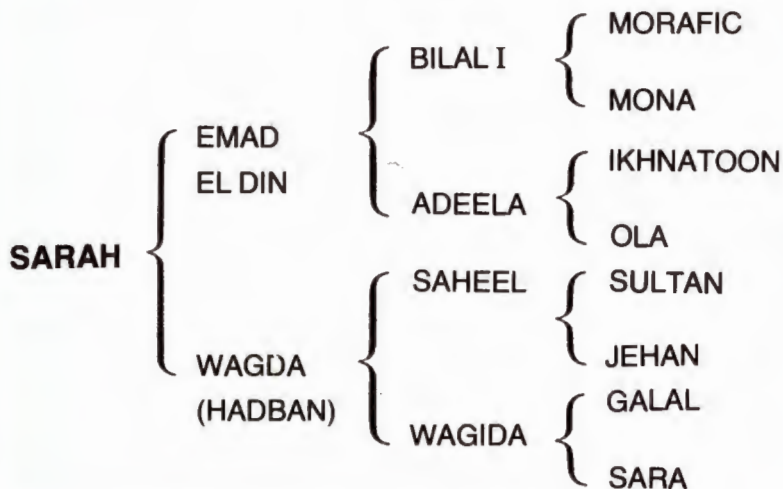 MORAFIC
BILAL I
MONA
EMAD
EL DIN
IKHNATOON
ADEELA
OLA
SARAH
SAHEEL
SULTAN
JEHAN
WAGDA
(HADBAN)
GALAL
WAGIDA
SARA